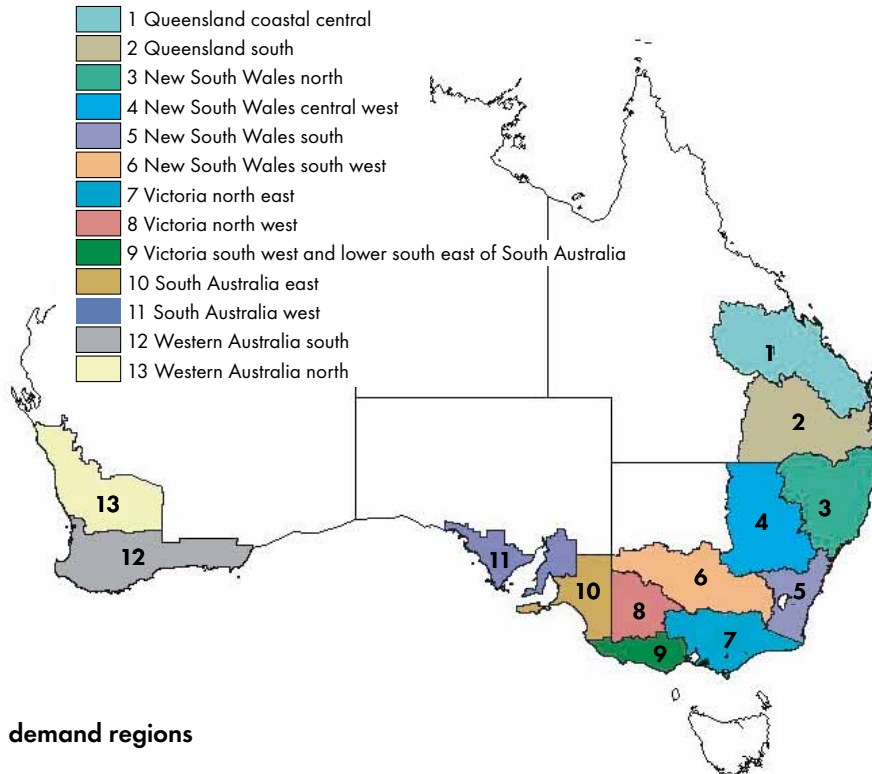 1 Queensland coastal central
2 Queensland south
3 New South Wales north
4 New South Wales central west
5 New South Wales south
6 New South Wales south west
7 Victoria north east
8 Victoria north west
9 Victoria south west and lower south east of South Australia
10 South Australia east
11 South Australia west
12 Western Australia south
13 Western Australia north
1
2
3
4
5
6
7
8
9
10
11
12
13
demand regions